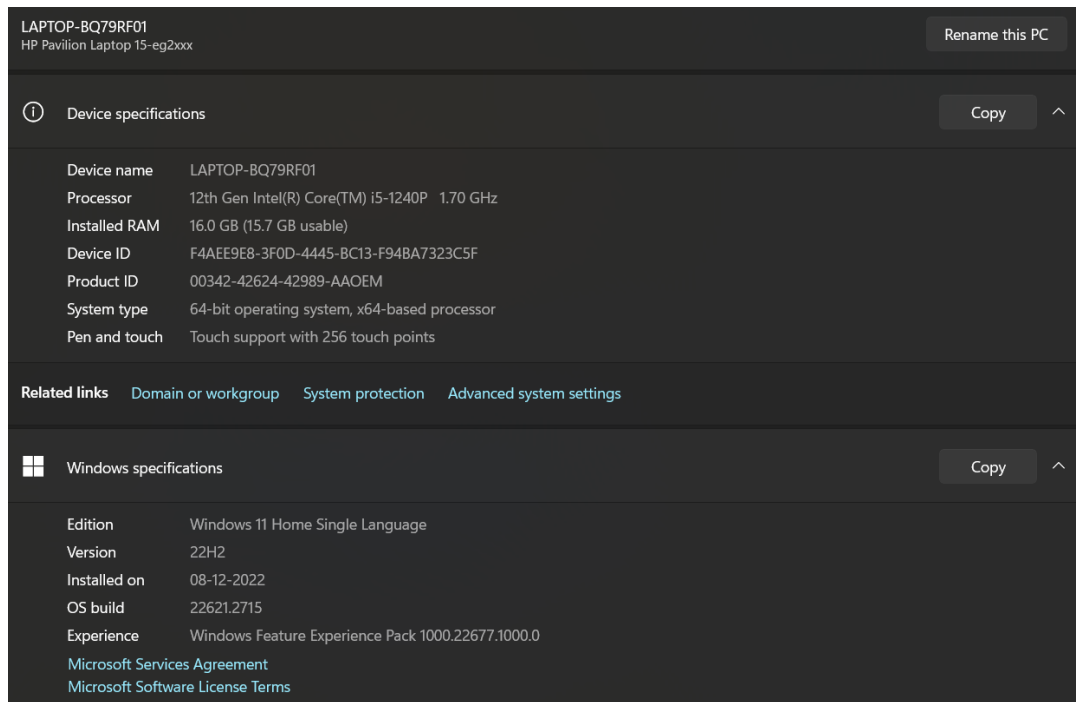 LAPTOP-BQ79RF01
HP Pavilion Laptop 15-eg2xxx
Rename this PC
Device specifications
Copy
Device name LAPTOP-BQ79RF01
Processor 12th Gen Intel(R) Core(TM) i5-1240P 1.70 GHz
Installed RAM 16.0 GB (15.7 GB usable)
Device ID F4AEE9E8-3F0D-4445-BC13-F94BA7323C5F
Product ID 00342-42624-42989-AAOEM
System type 64-bit operating system, x64-based processor
Pen and touch Touch support with 256 touch points
Related links Domain or workgroup System protection Advanced system settings
Windows specifications
Copy
Edition Windows 11 Home Single Language
Version 22H2
Installed on 08-12-2022
OS build 22621.2715
Experience Windows Feature Experience Pack 1000.22677.1000.0
Microsoft Services Agreement
Microsoft Software License Terms